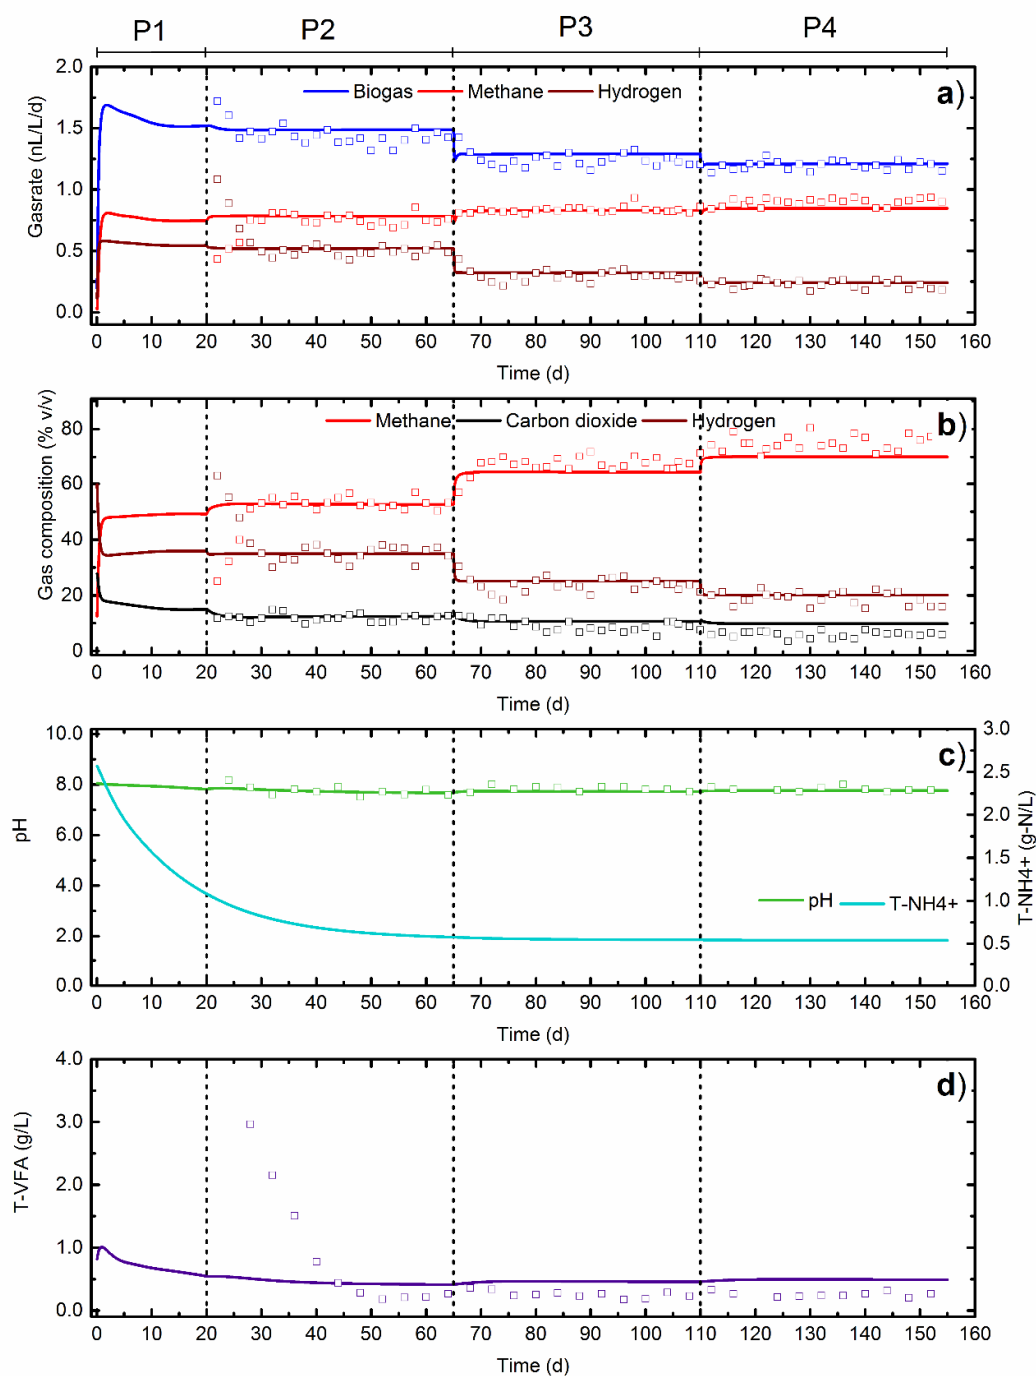 P1 P2 P3 P4
a)
Biogas Methane Hydrogen
Gasrate (nL/L/d)
2.0
1.5
1.0
0.5
0.0
0 10 20 30 40 50 60 70 80 90 100 110 120 130 140 150 160
Time (d)
b)
Methane Carbon dioxide Hydrogen
Gas composition (% v/v)
80
60
40
20
0
0 10 20 30 40 50 60 70 80 90 100 110 120 130 140 150 160
Time (d)
c)
pH
10.0
8.0
6.0
4.0
2.0
0.0
pH T-NH4+
3.0
2.5
2.0
1.5
1.0
0.5
0.0
T-NH4+ (g-N/L)
0 10 20 30 40 50 60 70 80 90 100 110 120 130 140 150 160
Time (d)
d)
T-VFA (g/L)
4.0
3.0
2.0
1.0
0.0
0 10 20 30 40 50 60 70 80 90 100 110 120 130 140 150 160
Time (d)